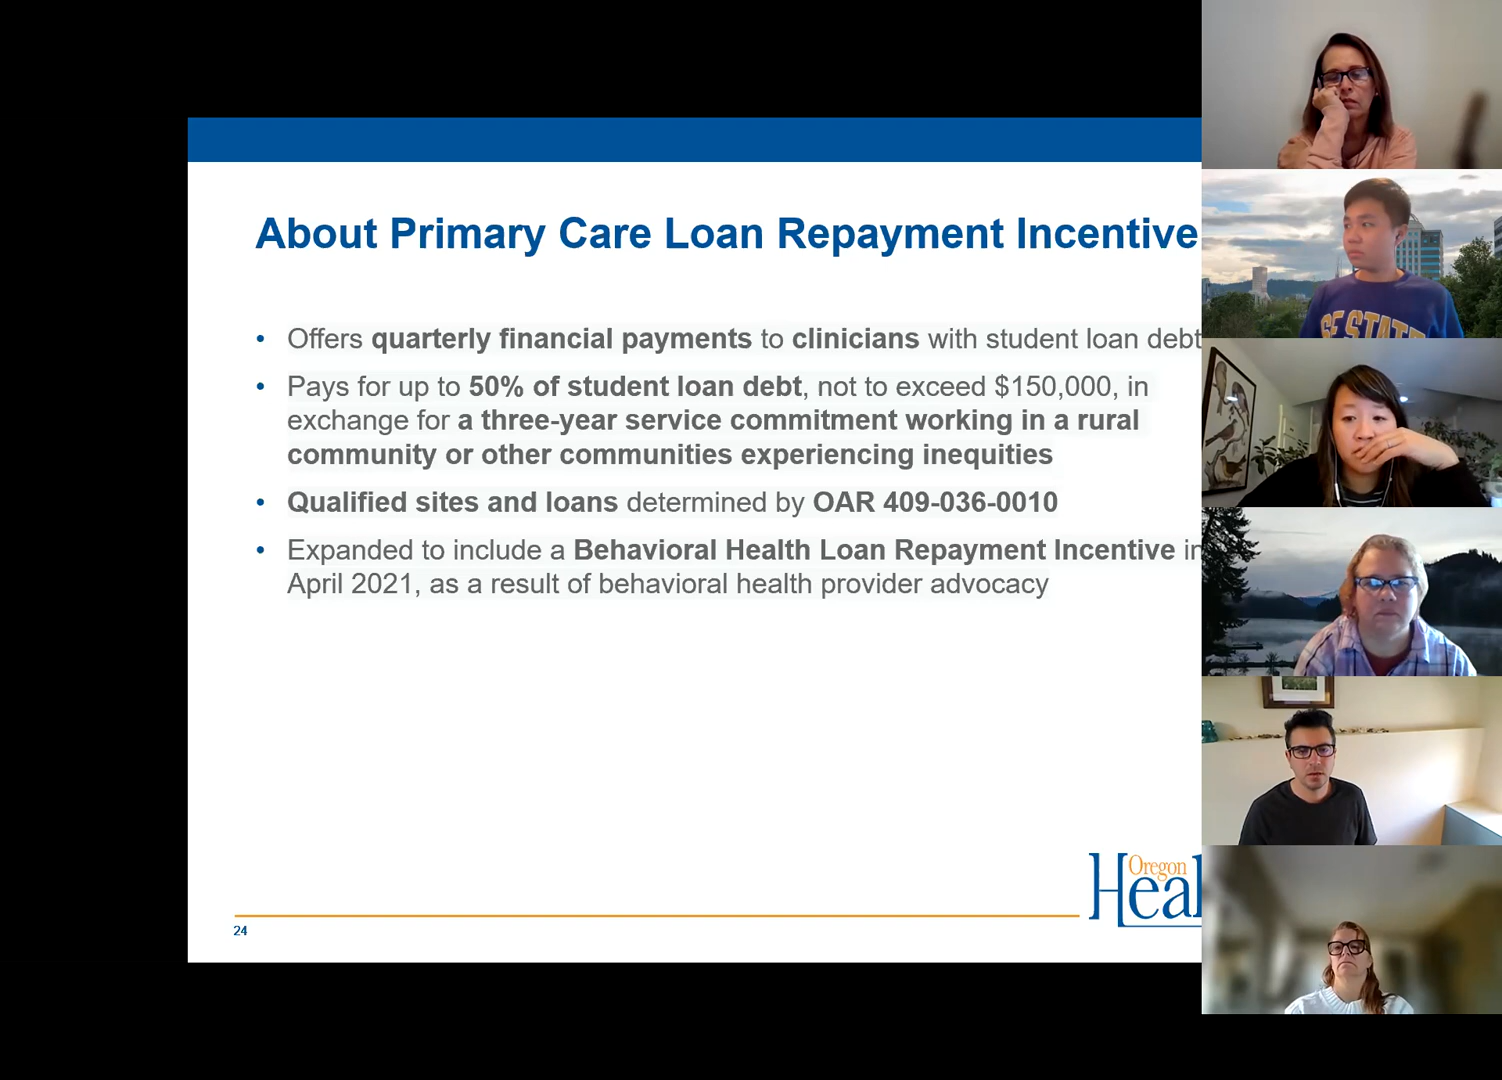 About Primary Care Loan Repayment Incentive
• Offers quarterly financial payments to clinicians with student loan debt
• Pays for up to 50% of student loan debt, not to exceed $150,000, in
exchange for a three-year service commitment working in a rural
community or other communities experiencing inequities
• Qualified sites and loans determined by OAR 409-036-0010
• Expanded to include a Behavioral Health Loan Repayment Incentive in
April 2021, as a result of behavioral health provider advocacy
SF STATE
Oregon
Heal
24